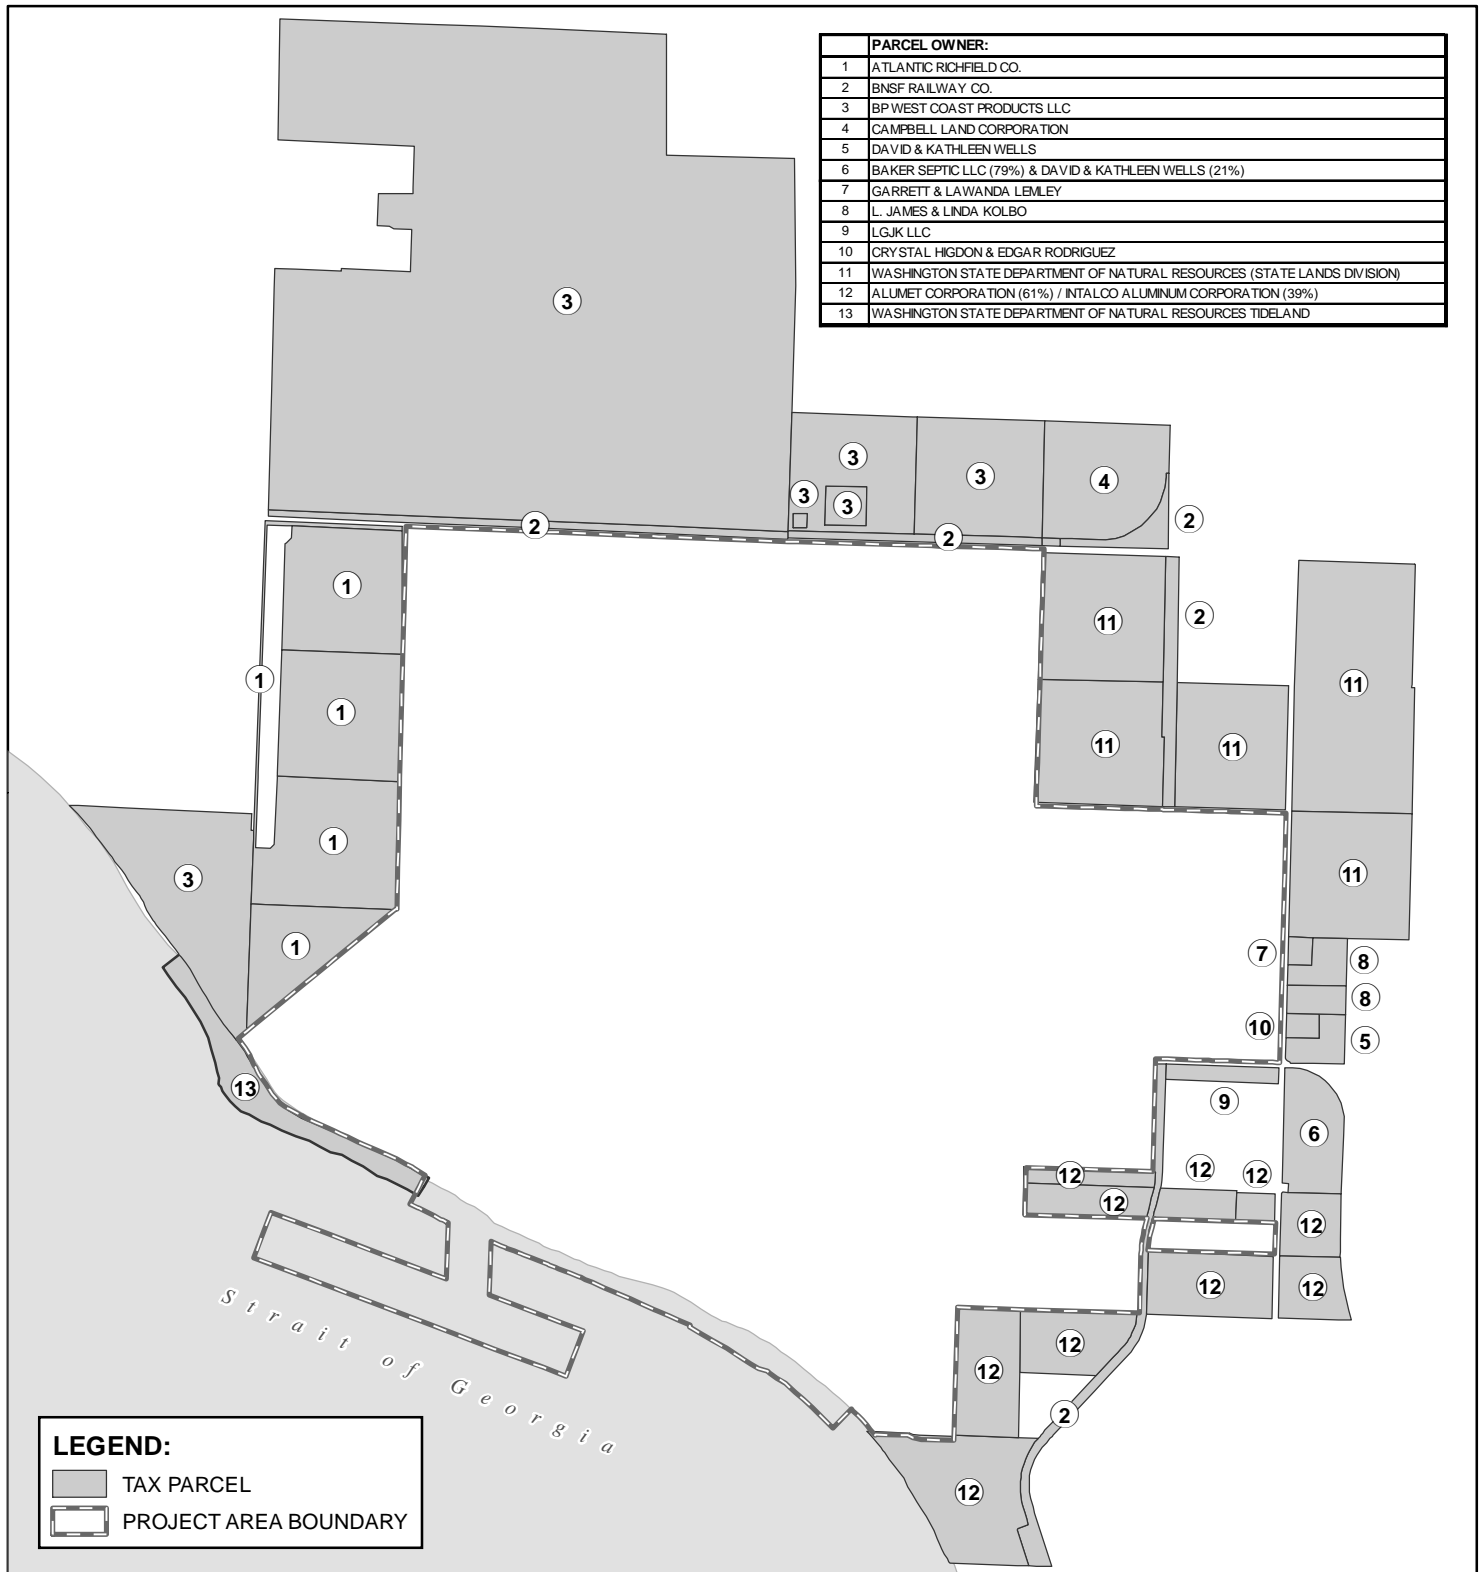 PARCEL OWNER:
1 ATLANTIC RICHFIELD CO.
2 BNSF RAILWAY CO.
3 BP WEST COAST PRODUCTS LLC
4 CAMPBELL LAND CORPORATION
5 DAVID & KATHLEEN WELLS
6 BAKER SEPTIC LLC (79%) & DAVID & KATHLEEN WELLS (21%)
7 GARRETT & LAWANDA LEMLEY
8 L. JAMES & LINDA KOLBO
9 LGJK LLC
10 CRYSTAL HIGDON & EDGAR RODRIGUEZ
11 WASHINGTON STATE DEPARTMENT OF NATURAL RESOURCES (STATE LANDS DIVISION)
12 ALUMET CORPORATION (61%) / INTALCO ALUMINUM CORPORATION (39%)
13 WASHINGTON STATE DEPARTMENT OF NATURAL RESOURCES TIDELAND
3
3
3
4
3
3
2
2
2
1
11
2
1
11
1
11
11
1
11
3
1
7
8
8
10
5
13
9
6
12
12
12
12
12
12
12
12
12
2
12
Strait of Georgia
LEGEND:
TAX PARCEL
PROJECT AREA BOUNDARY